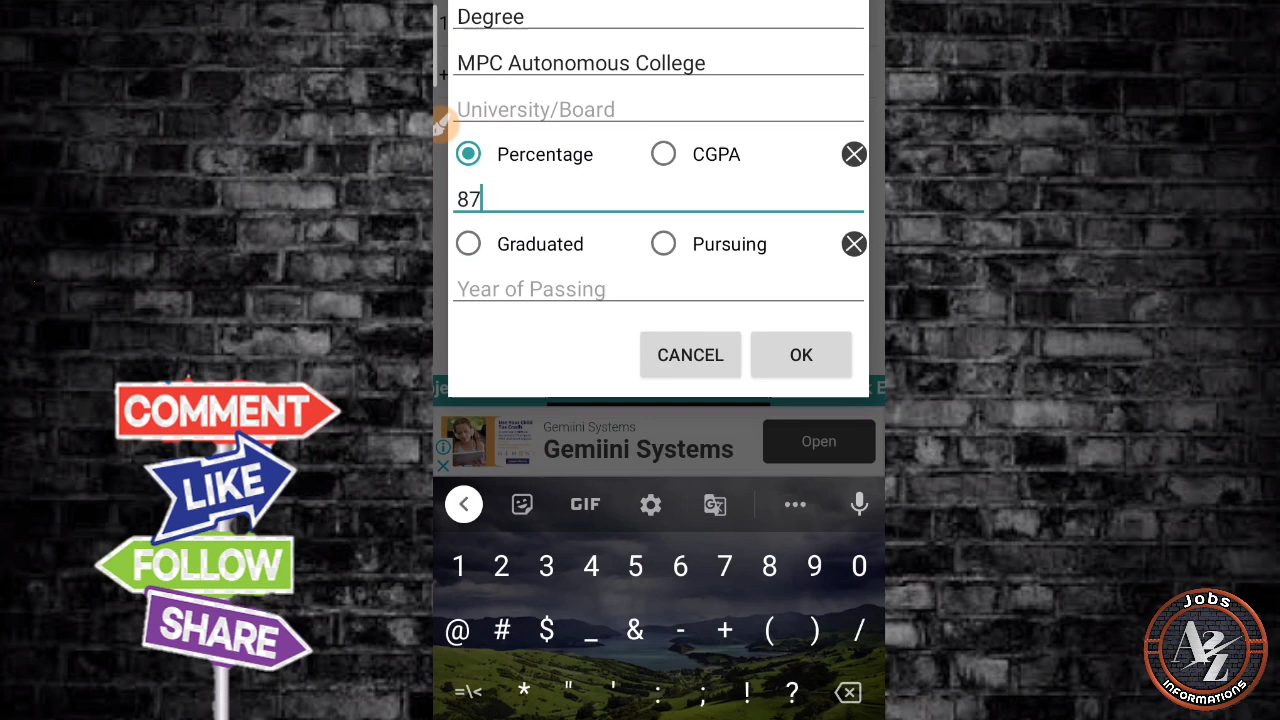 Degree
MPC Autonomous College
University/Board
Percentage
CGPA
87
Graduated
Pursuing
Year of Passing
CANCEL
OK
Gemiini Systems
Gemiini Systems
Open
GIF
1 2 3 4 5 6 7 8 9 0
@ # $ _ & - + ( ) /
=\< * " ' : ; ! ?
COMMENT
LIKE
FOLLOW
SHARE
Jobs
A2Z
INFORMATIONS